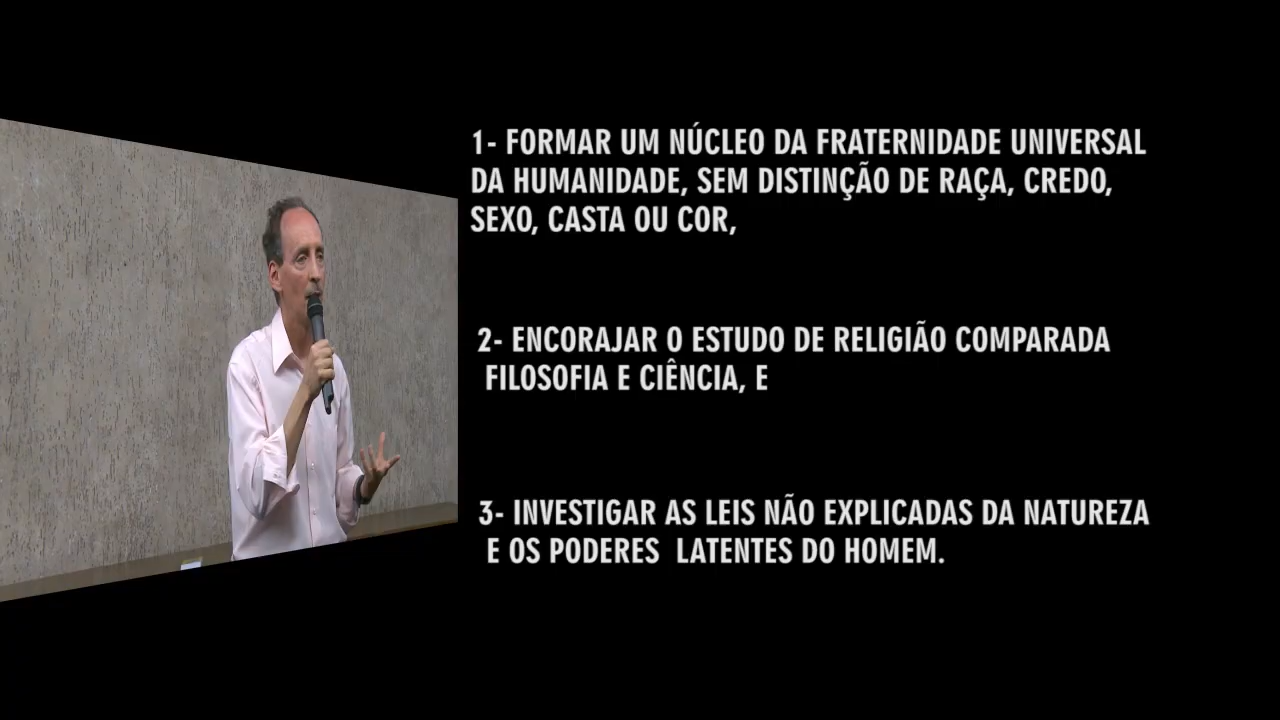 1- FORMAR UM NÚCLEO DA FRATERNIDADE UNIVERSAL
DA HUMANIDADE, SEM DISTINÇÃO DE RAÇA, CREDO,
SEXO, CASTA OU COR,
2- ENCORAJAR O ESTUDO DE RELIGIÃO COMPARADA
FILOSOFIA E CIÊNCIA, E
3- INVESTIGAR AS LEIS NÃO EXPLICADAS DA NATUREZA
E OS PODERES LATENTES DO HOMEM.